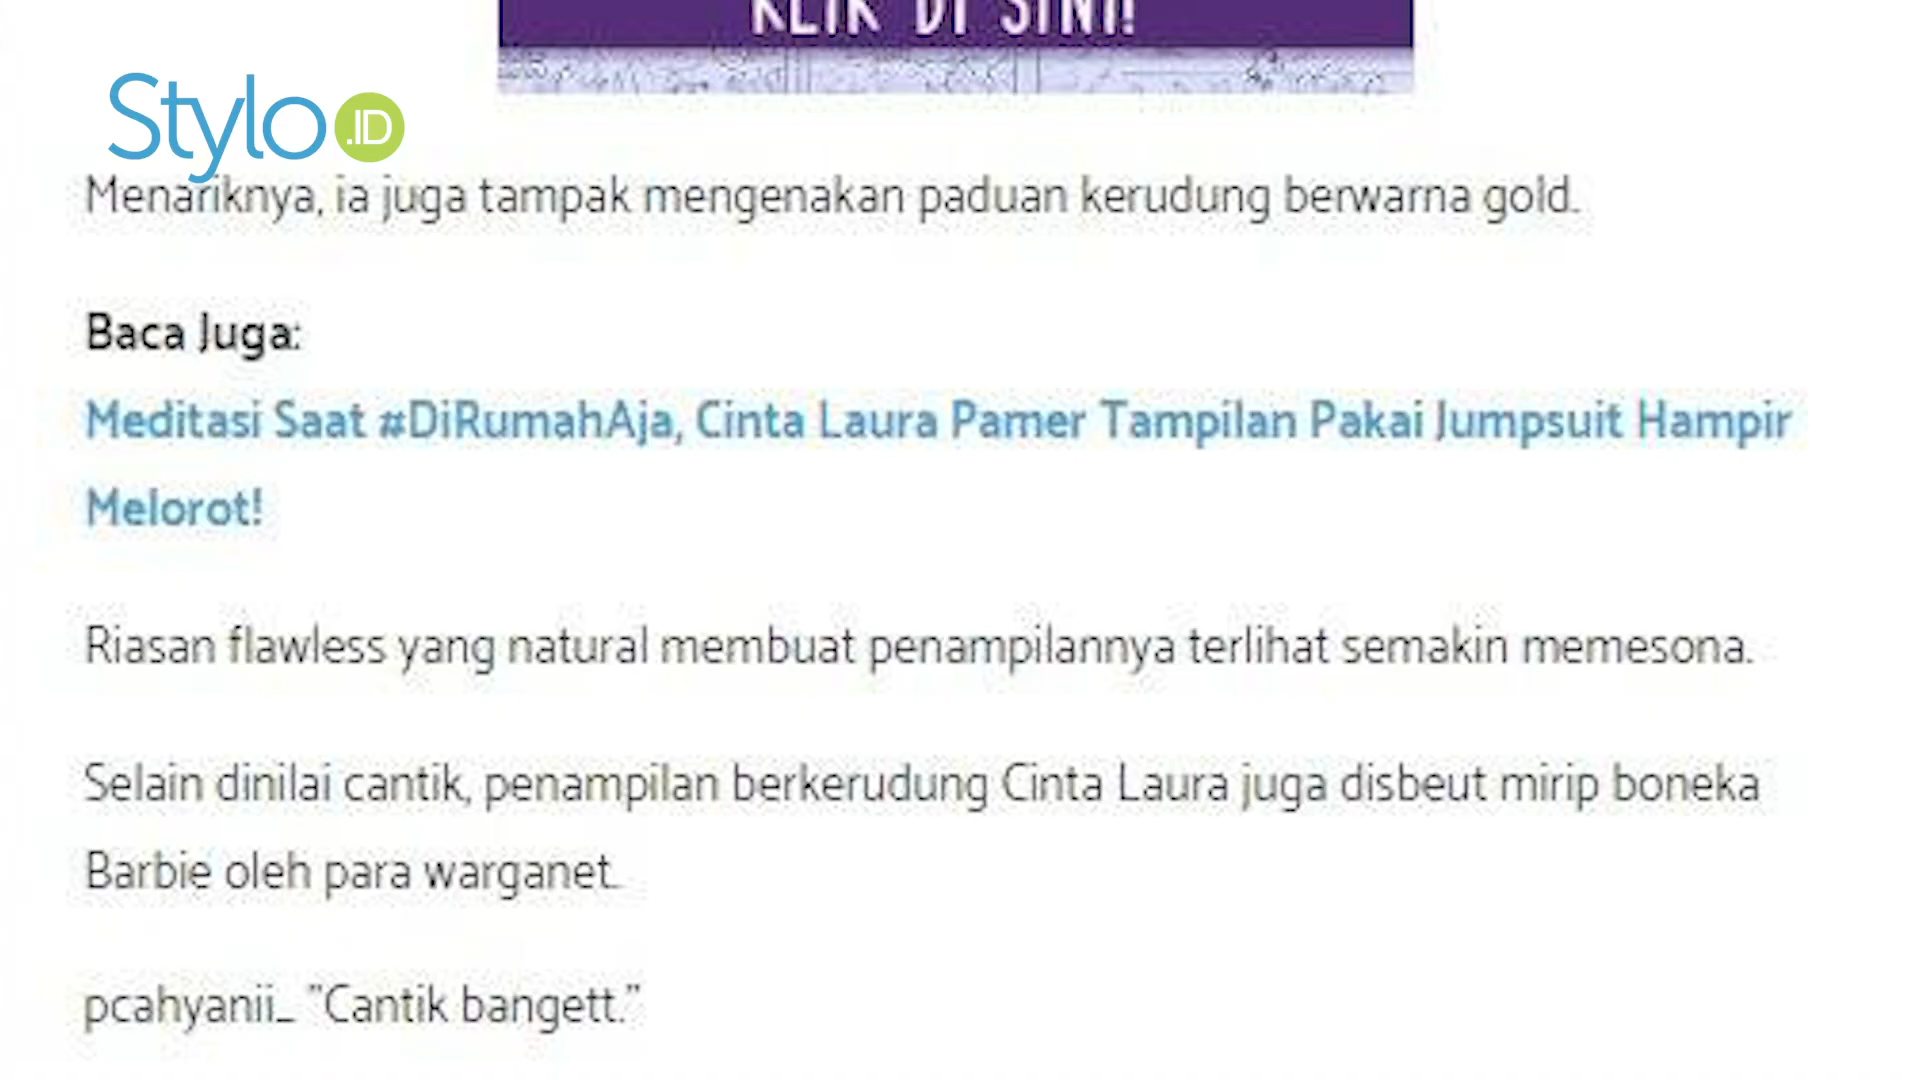 KLIK DI SINI!
Stylo.ID
Menariknya, ia juga tampak mengenakan paduan kerudung berwarna gold.
Baca Juga:
Meditasi Saat #DiRumahAja, Cinta Laura Pamer Tampilan Pakai Jumpsuit Hampir
Melorot!
Riasan flawless yang natural membuat penampilannya terlihat semakin memesona.
Selain dinilai cantik, penampilan berkerudung Cinta Laura juga disbeut mirip boneka
Barbie oleh para warganet.
pcahyanii_ "Cantik bangett."